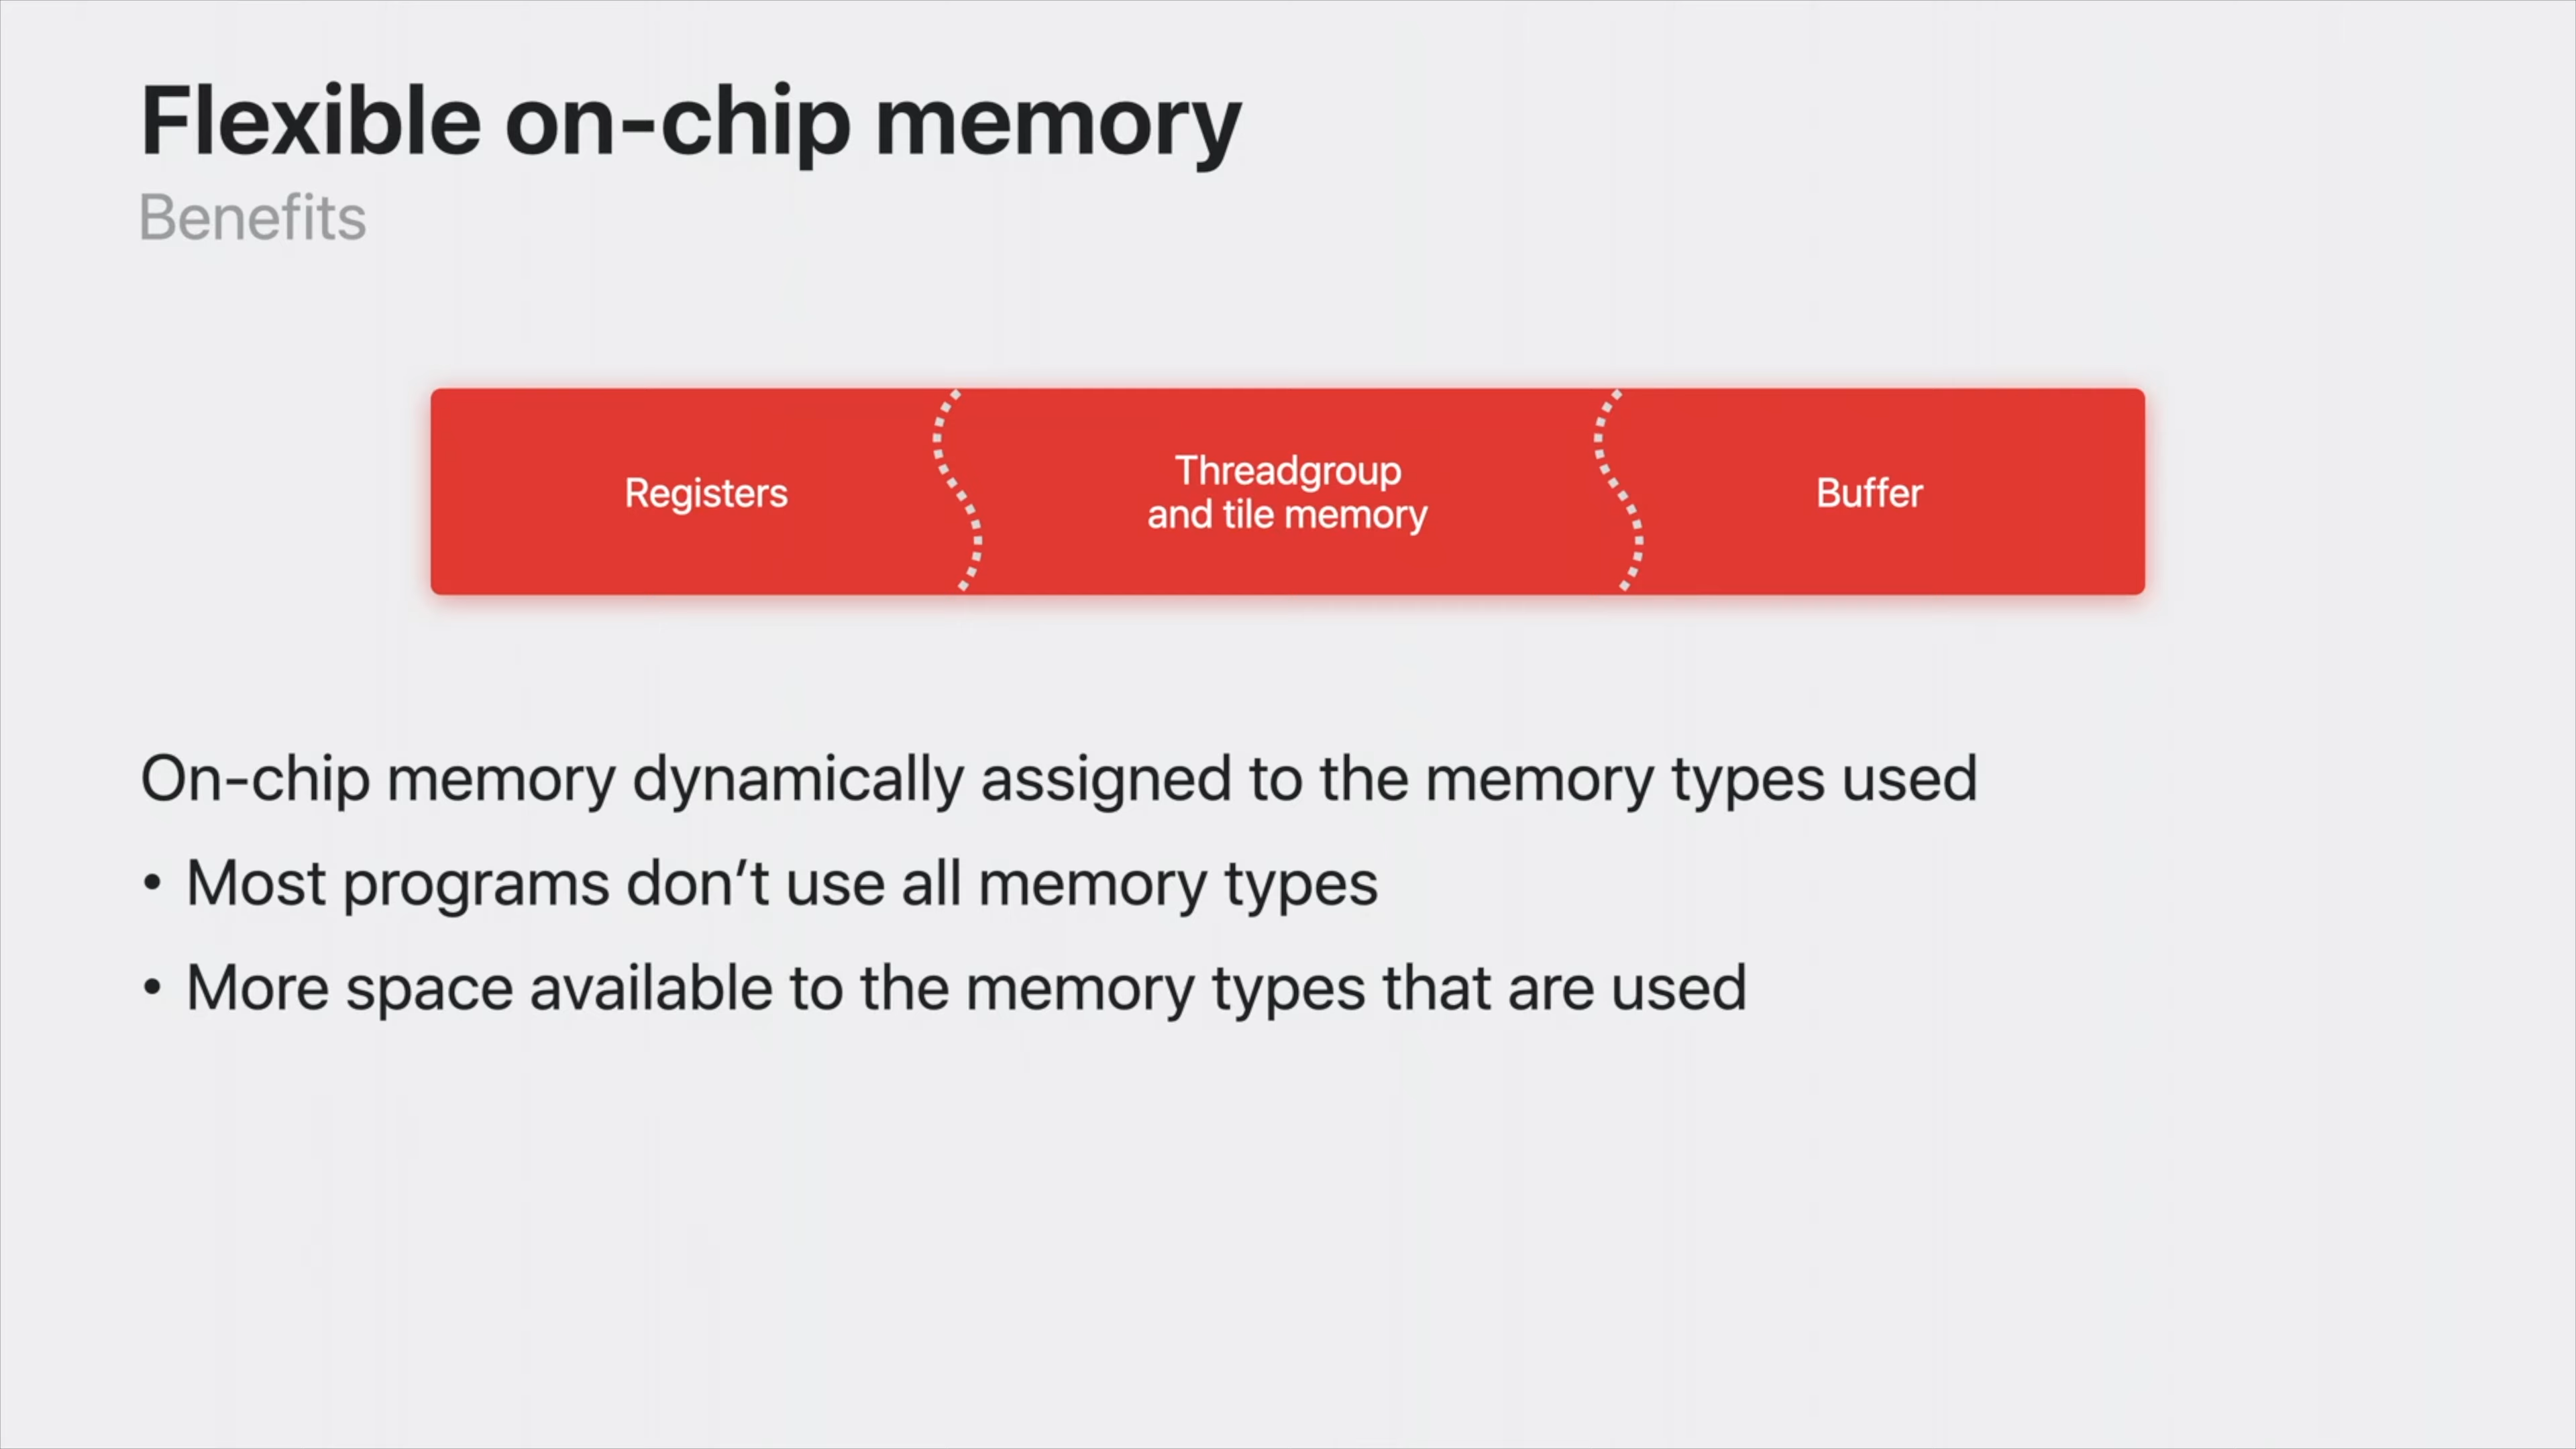 Flexible on-chip memory
Benefits
Registers
Threadgroup
and tile memory
Buffer
On-chip memory dynamically assigned to the memory types used
• Most programs don’t use all memory types
• More space available to the memory types that are used